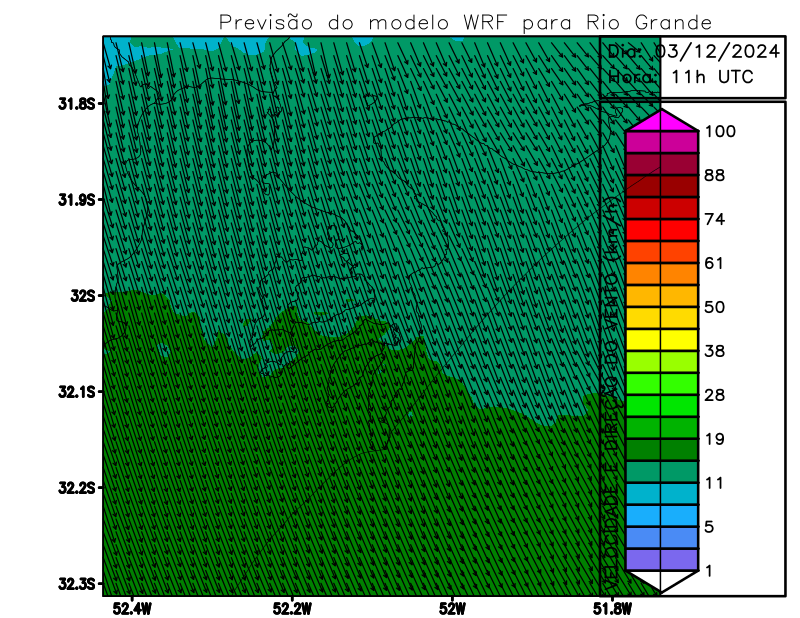 Previsão do modelo WRF para Rio Grande
Dia: 03/12/2024
Hora: 11h UTC
VELOCIDADE E DIREÇÃO DO VENTO (km/h)
100
88
74
61
50
38
28
19
11
5
1
31.8S
31.9S
32S
32.1S
32.2S
32.3S
52.4W
52.2W
52W
51.8W